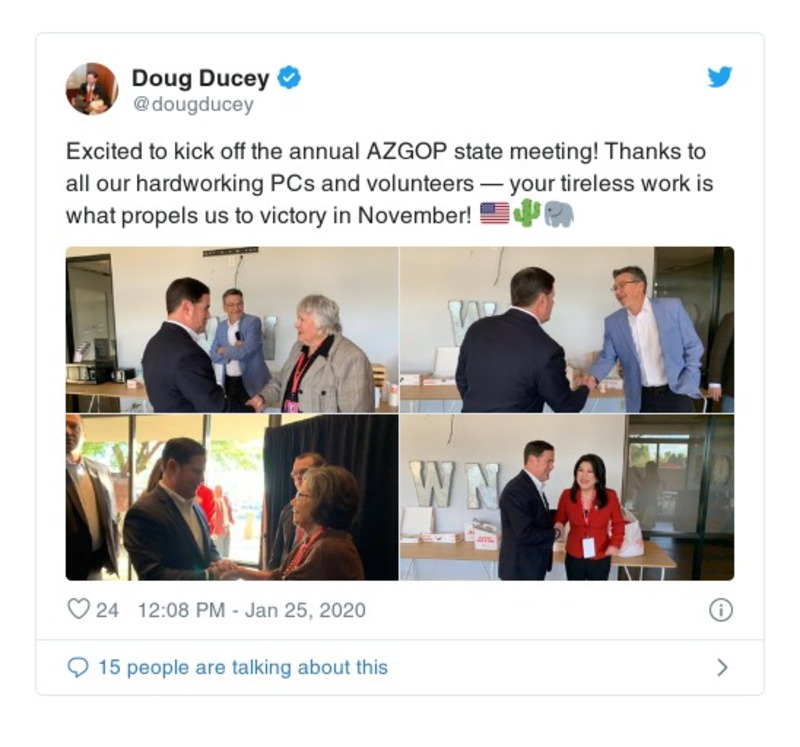 Doug Ducey
@dougducey
Excited to kick off the annual AZGOP state meeting! Thanks to
all our hardworking PCs and volunteers — your tireless work is
what propels us to victory in November! 🇺🇸🌵🐘
W
WN
24 12:08 PM - Jan 25, 2020
15 people are talking about this